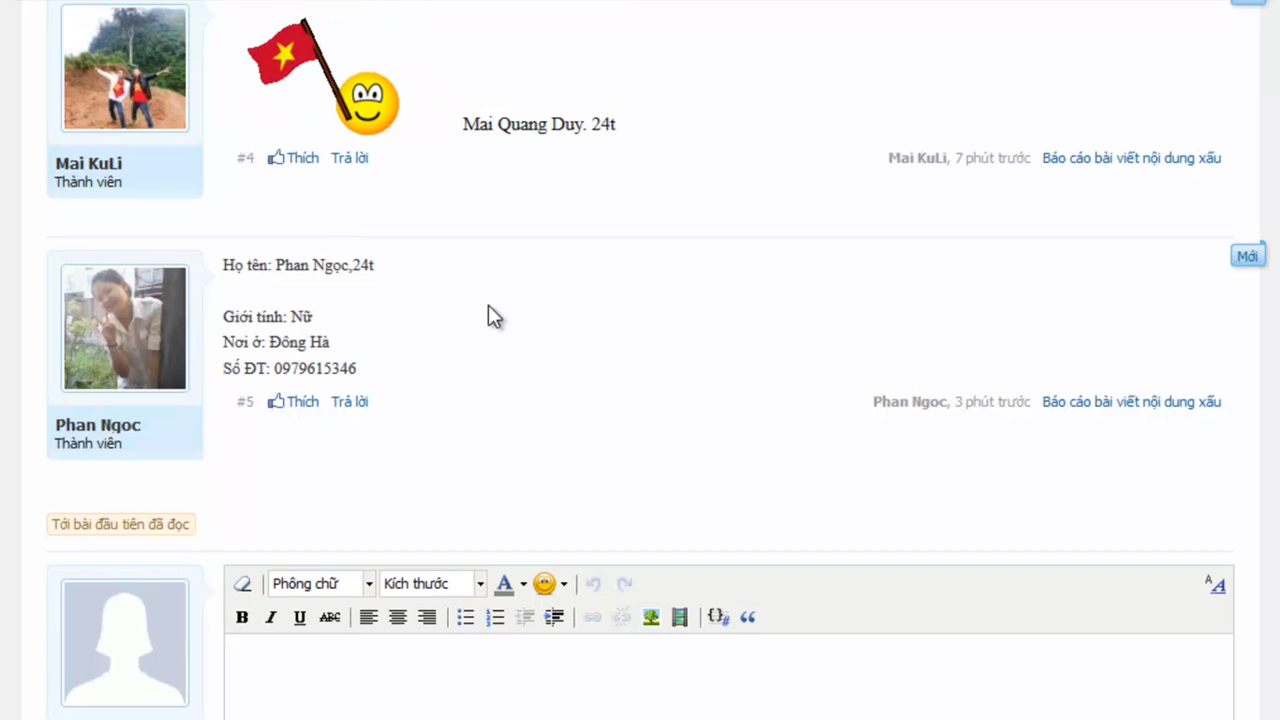 Mai Quang Duy. 24t
#4 Thích Trả lời
Mai KuLi, 7 phút trước Báo cáo bài viết nội dung xấu
Mai KuLi
Thành viên
Họ tên: Phan Ngọc,24t
Mới
Giới tính: Nữ
Nơi ở: Đông Hà
Số ĐT: 0979615346
#5 Thích Trả lời
Phan Ngoc, 3 phút trước Báo cáo bài viết nội dung xấu
Phan Ngoc
Thành viên
Tới bài đầu tiên đã đọc
Phông chữ Kích thước A
A A
B I U ABC